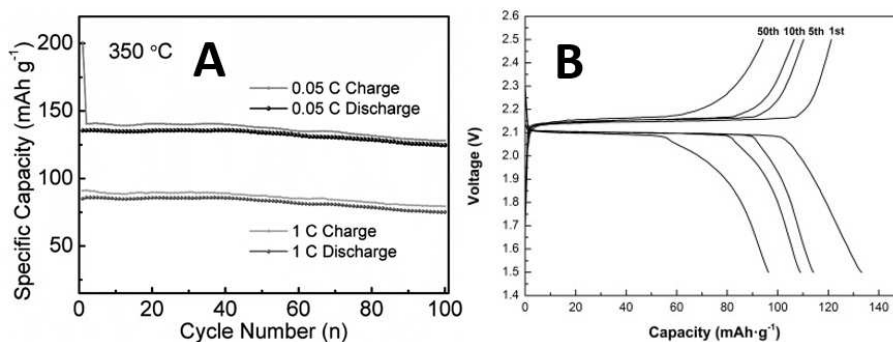 350 °C
A
0.05 C Charge
0.05 C Discharge
1 C Charge
1 C Discharge
200
150
100
50
0 20 40 60 80 100
Specific Capacity (mAh g⁻¹)
Cycle Number (n)
B
50th 10th 5th 1st
2.6
2.5
2.4
2.3
2.2
2.1
2.0
1.9
1.8
1.7
1.6
1.5
1.4
0 20 40 60 80 100 120 140
Voltage (V)
Capacity (mAh·g⁻¹)